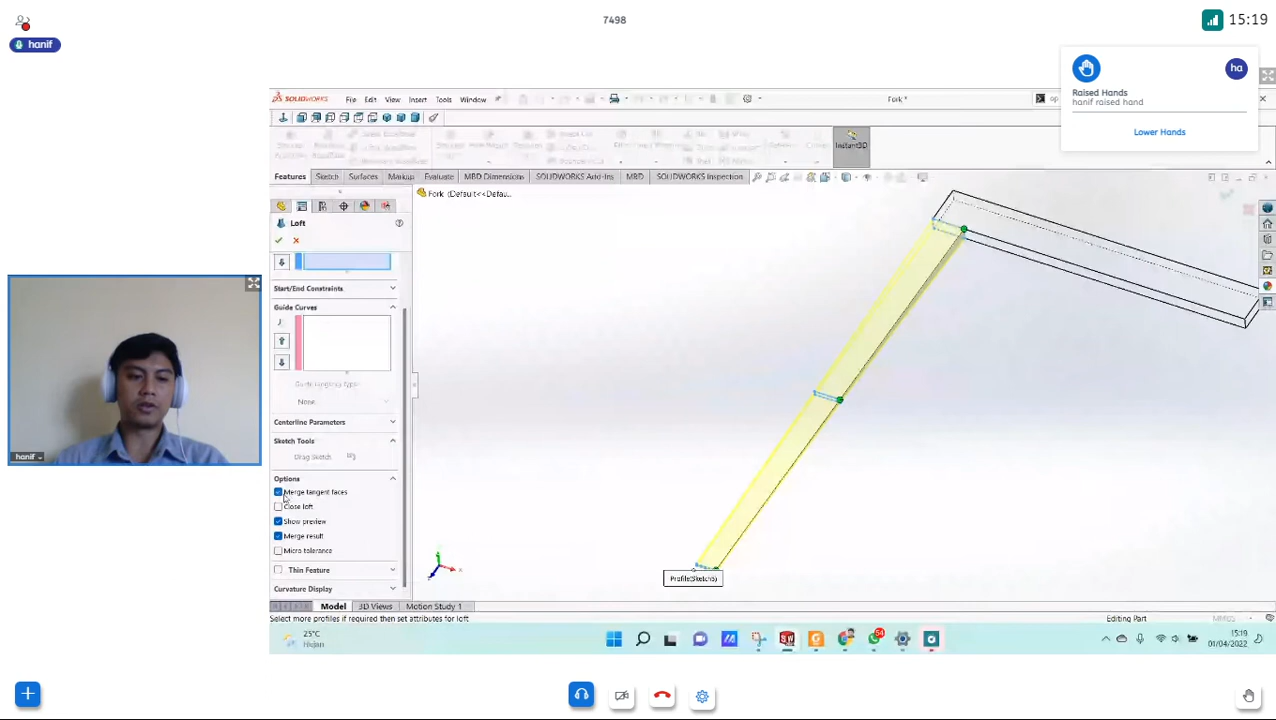 7498
15:19
hanif
ha
Raised Hands
hanif raised hand
Lower Hands
SOLIDWORKS
File Edit View Insert Tools Window
Fork *
Instant3D
Features Sketch Surfaces Markup Evaluate MBD Dimensions SOLIDWORKS Add-Ins MBD SOLIDWORKS Inspection
Fork (Default<<Defau...
Loft
Start/End Constraints
Guide Curves
None
Centerline Parameters
Sketch Tools
Drag Sketch
Options
Merge tangent faces
Close loft
Show preview
Merge result
Micro tolerance
Thin Feature
Curvature Display
Profile(Sketch5)
hanif
Model 3D Views Motion Study 1
Select more profiles if required then set attributes for loft
Editing Part
23°C
Hujan
54
15:19
01/04/2022